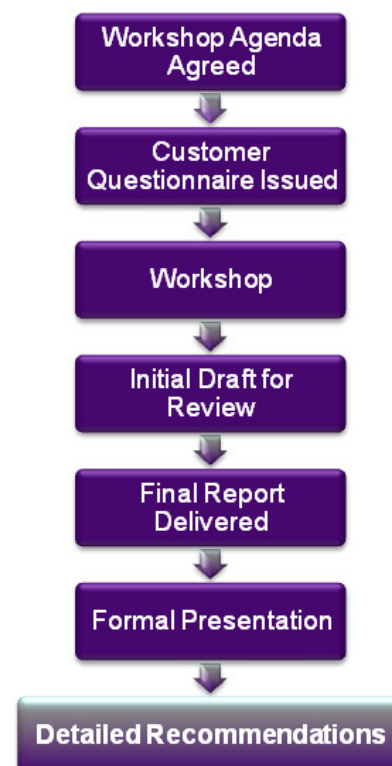 Workshop Agenda
Agreed
Customer
Questionnaire Issued
Workshop
Initial Draft for
Review
Final Report
Delivered
Formal Presentation
Detailed Recommendations